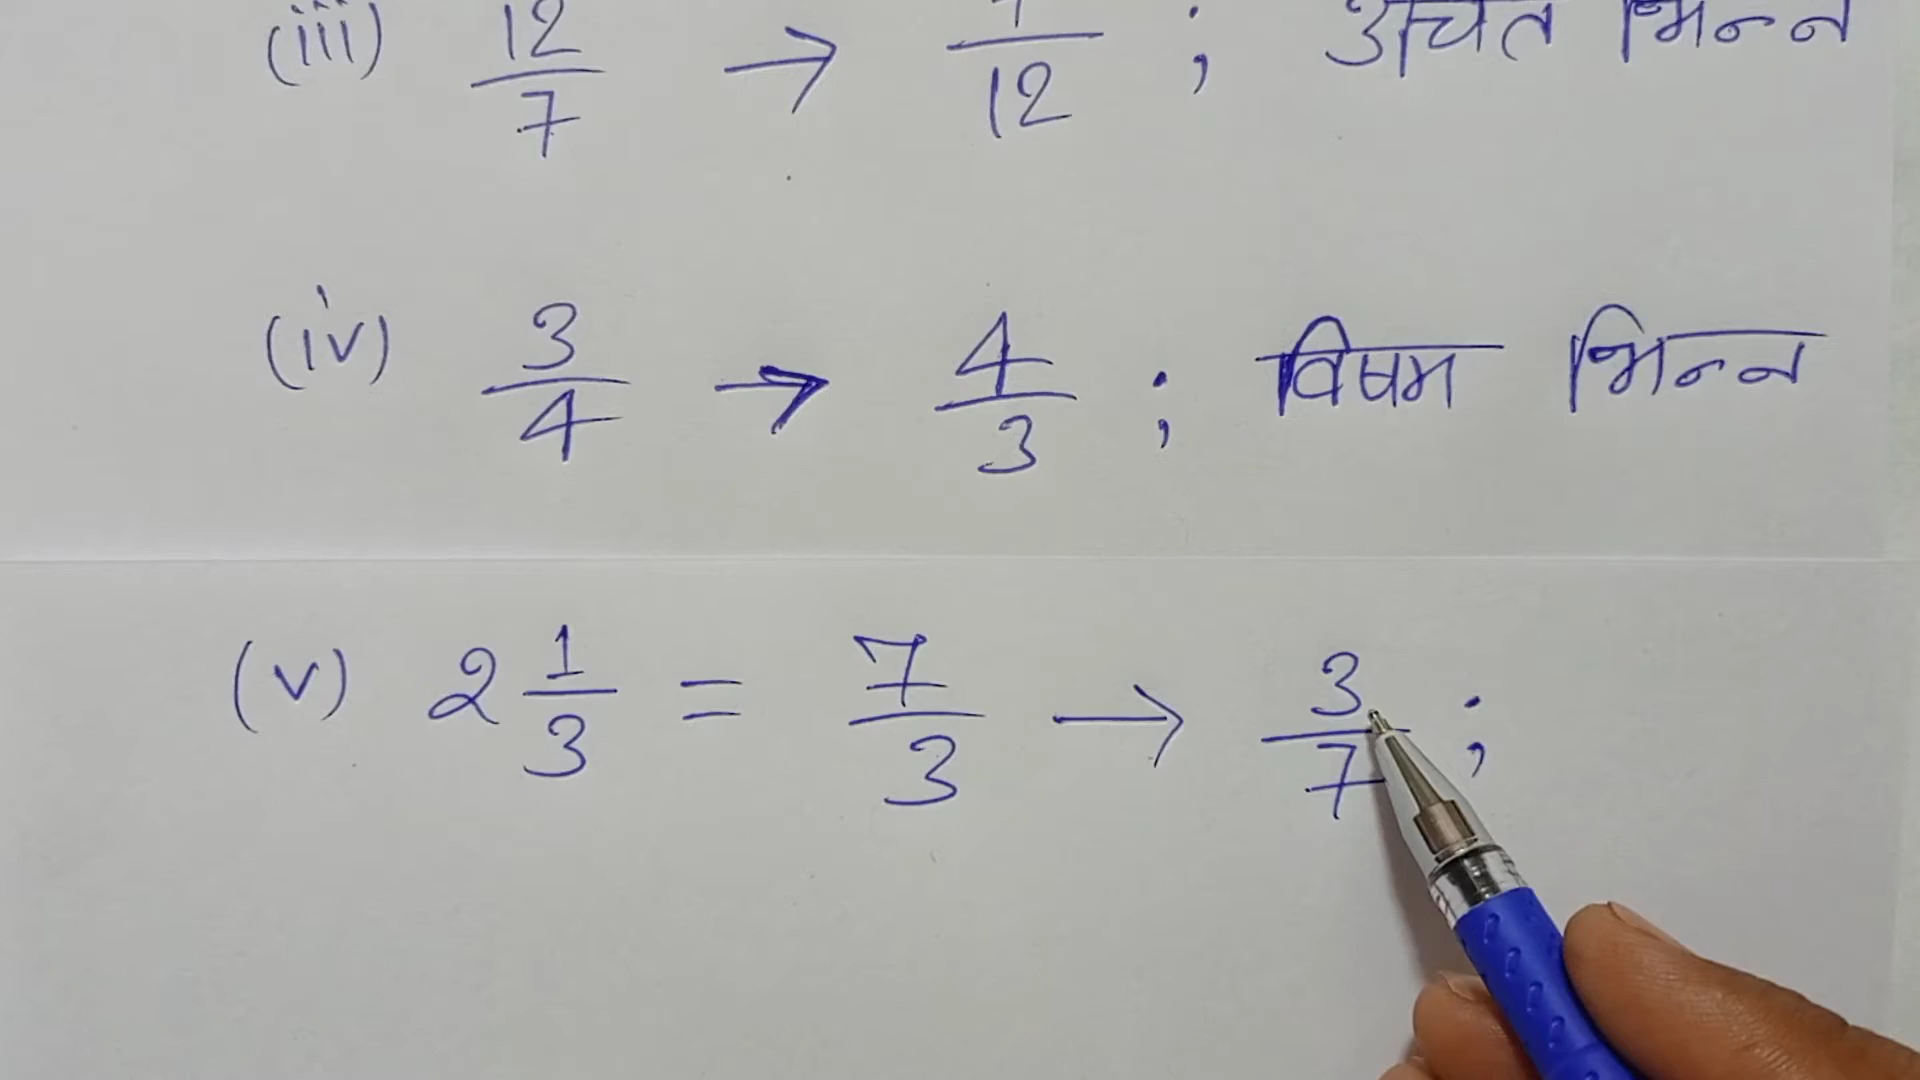 (iii) 12/7 → 7/12 ; उचित भिन्न
(iv) 3/4 → 4/3 ; विषम भिन्न
(v) 2 1/3 = 7/3 → 3/7 ;